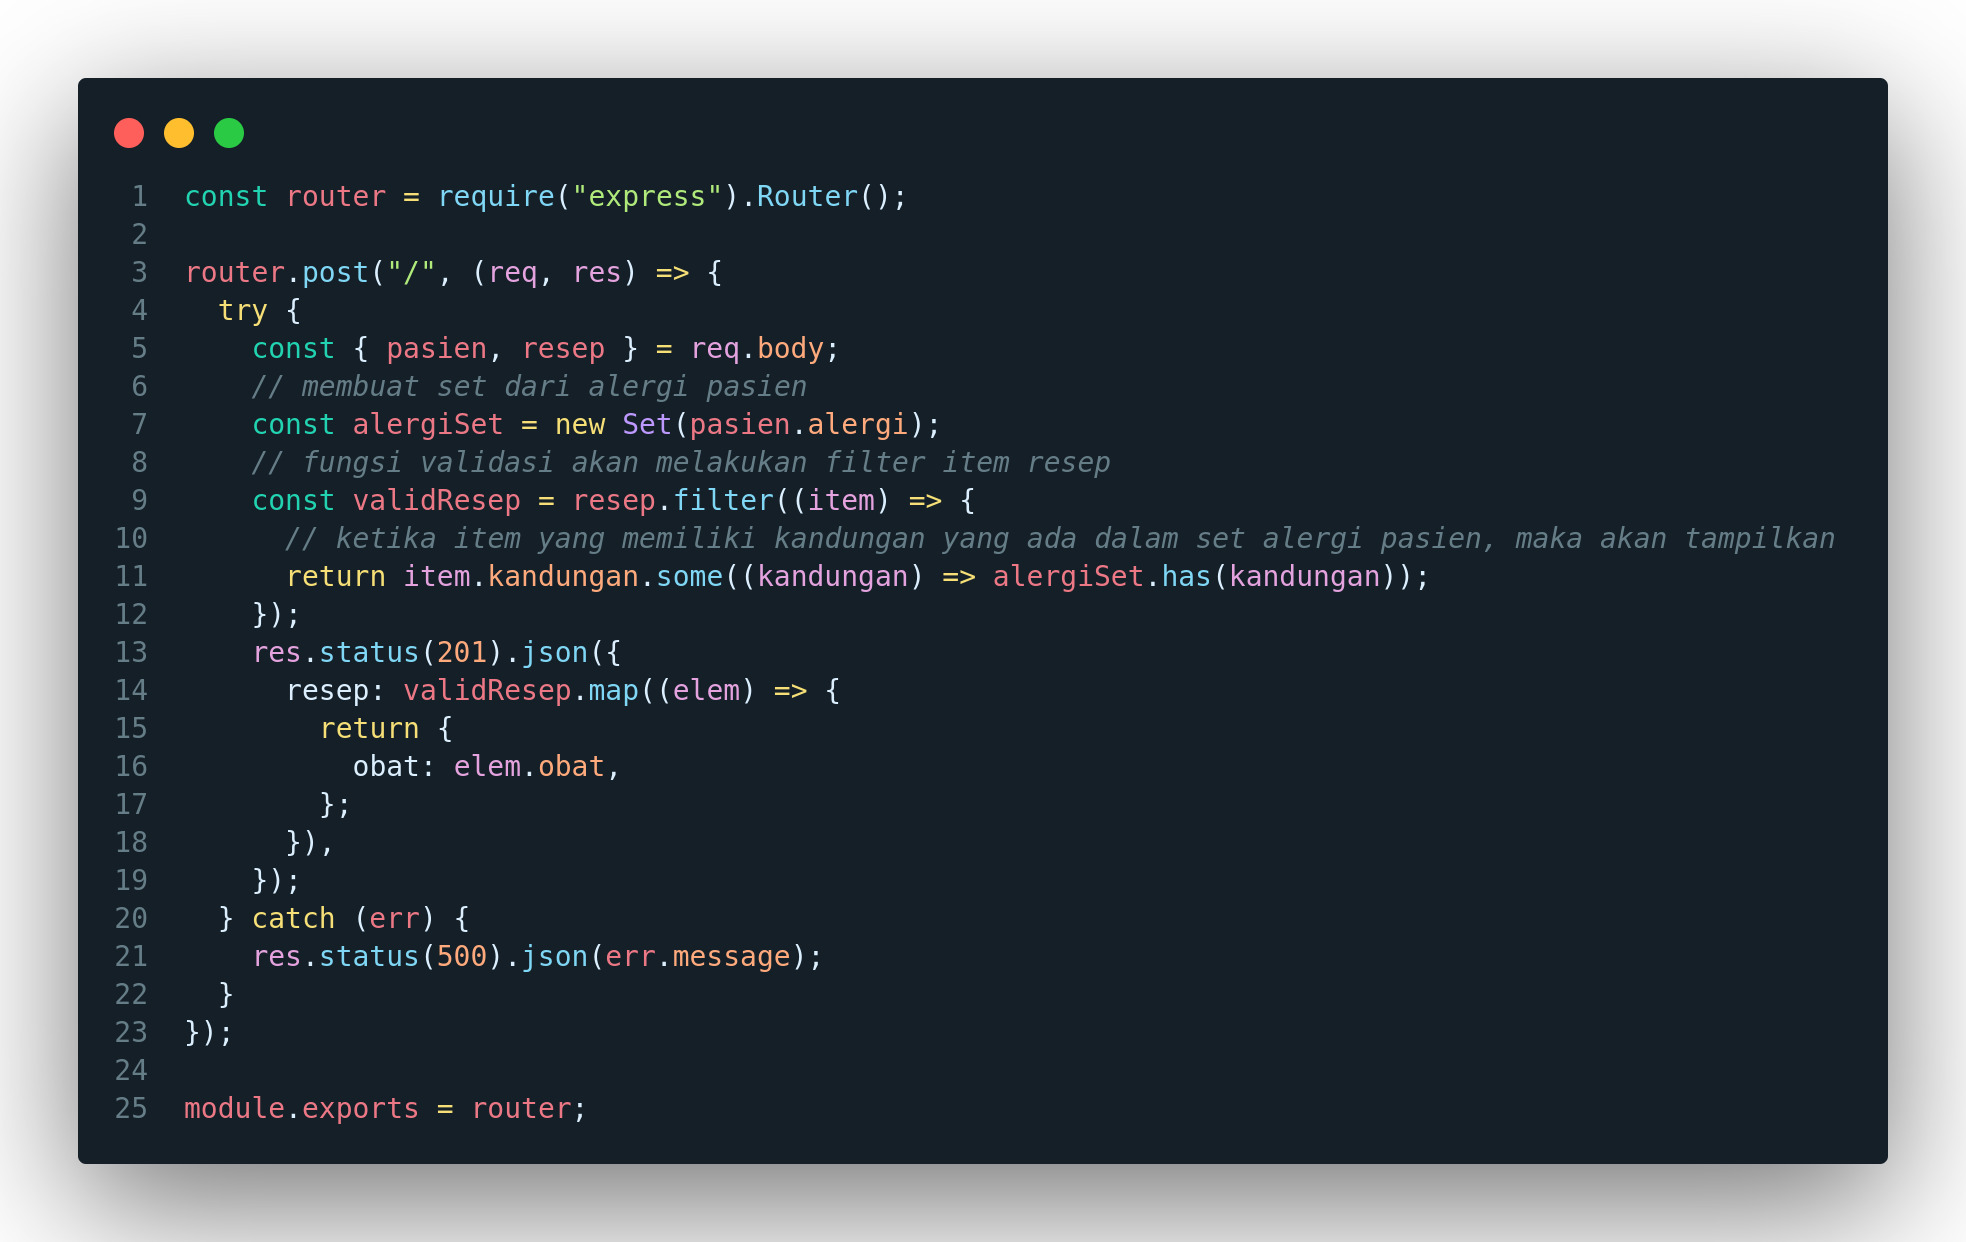 1 const router = require("express").Router();
2
3 router.post("/", (req, res) => {
4   try {
5     const { pasien, resep } = req.body;
6     // membuat set dari alergi pasien
7     const alergiSet = new Set(pasien.alergi);
8     // fungsi validasi akan melakukan filter item resep
9     const validResep = resep.filter((item) => {
10       // ketika item yang memiliki kandungan yang ada dalam set alergi pasien, maka akan tampilkan
11       return item.kandungan.some((kandungan) => alergiSet.has(kandungan));
12     });
13     res.status(201).json({
14       resep: validResep.map((elem) => {
15         return {
16           obat: elem.obat,
17         };
18       }),
19     });
20   } catch (err) {
21     res.status(500).json(err.message);
22   }
23 });
24
25 module.exports = router;